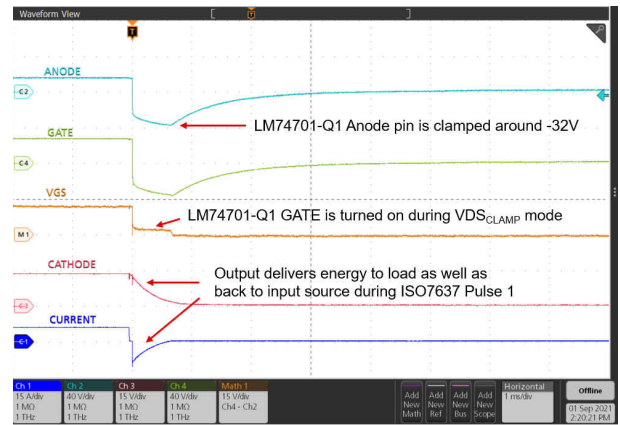 Waveform View
T
ANODE
C2
LM74701-Q1 Anode pin is clamped around -32V
GATE
C4
VGS
LM74701-Q1 GATE is turned on during VDSCLAMP mode
M1
CATHODE
Output delivers energy to load as well as
back to input source during ISO7637 Pulse 1
C3
CURRENT
C1
Ch 1
15 A/div
1 MΩ
1 THz
Ch 2
40 V/div
1 MΩ
1 THz
Ch 3
15 V/div
1 MΩ
1 THz
Ch 4
40 V/div
1 MΩ
1 THz
Math 1
15 V/div
Ch4 - Ch2
Add
New
Math
Add
New
Ref
Add
New
Bus
Add
New
Scope
Horizontal
1 ms/div
Offline
01 Sep 2021
2:20:21 PM